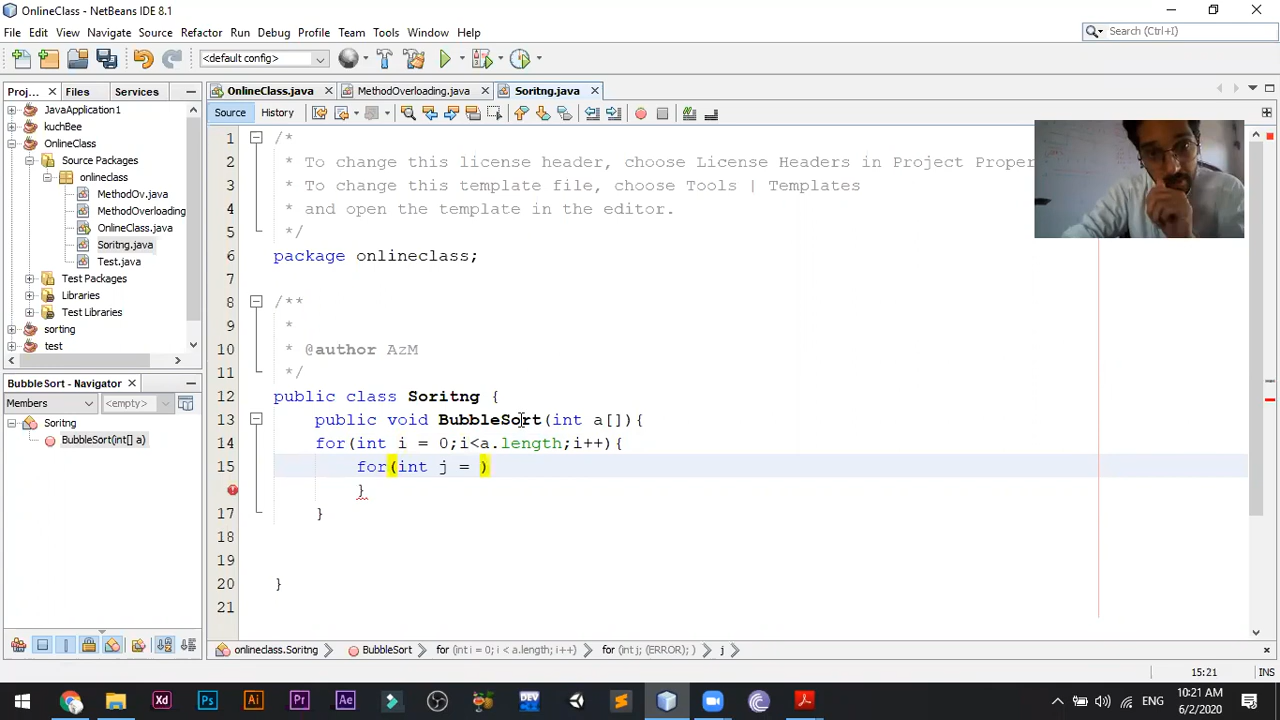 OnlineClass - NetBeans IDE 8.1
File Edit View Navigate Source Refactor Run Debug Profile Team Tools Window Help
Search (Ctrl+I)
<default config>
Proj... Files Services
OnlineClass.java MethodOverloading.java Soritng.java
Source History
JavaApplication1
kuchBee
OnlineClass
Source Packages
onlineclass
MethodOv.java
MethodOverloading
OnlineClass.java
Soritng.java
Test.java
Test Packages
Libraries
Test Libraries
sorting
test
BubbleSort - Navigator
Members <empty>
Soritng
BubbleSort(int[] a)
1 /*
2 * To change this license header, choose License Headers in Project Proper
3 * To change this template file, choose Tools | Templates
4 * and open the template in the editor.
5 */
6 package onlineclass;
7
8 /**
9 *
10 * @author AzM
11 */
12 public class Soritng {
13 public void BubbleSort(int a[]){
14 for(int i = 0;i<a.length;i++){
15 for(int j = )
}
17 }
18
19
20 }
21
onlineclass.Soritng BubbleSort for (int i = 0; i < a.length; i++) for (int j; (ERROR); ) j
15:21 INS
Xd Ps Ai Pr Ae DEV
ENG
10:21 AM
6/2/2020